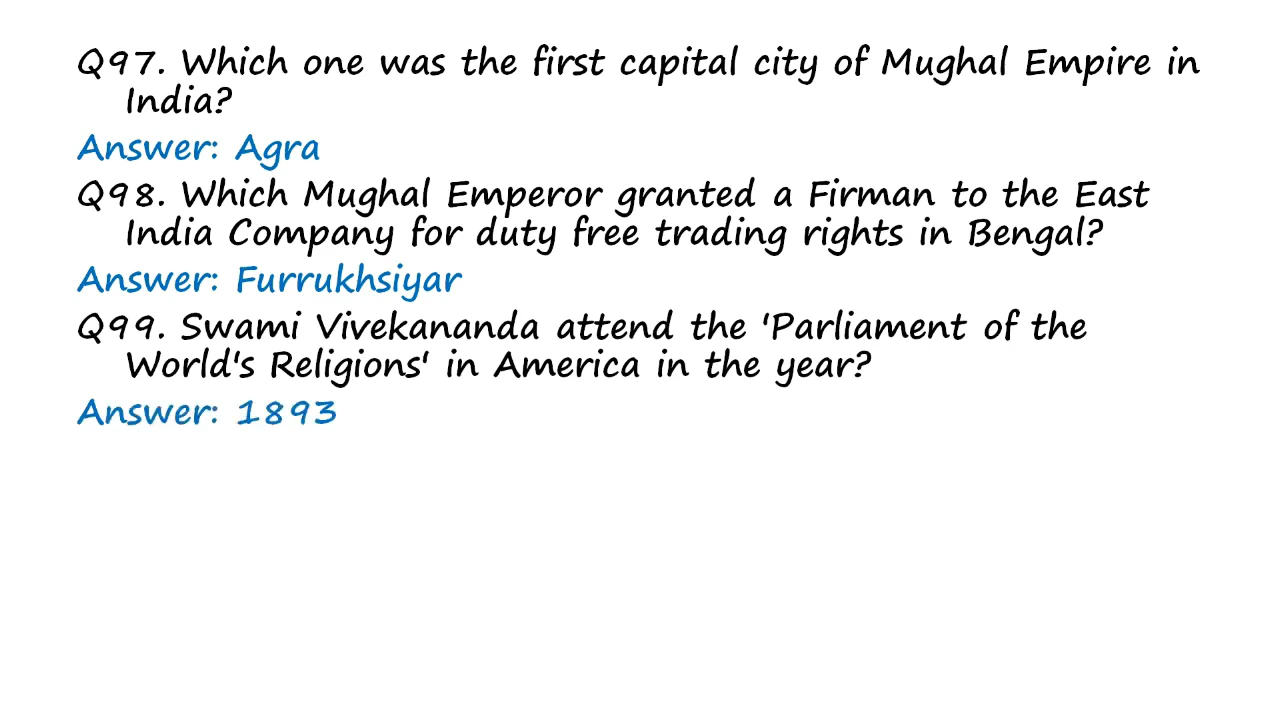 Q97. Which one was the first capital city of Mughal Empire in
India?
Answer: Agra
Q98. Which Mughal Emperor granted a Firman to the East
India Company for duty free trading rights in Bengal?
Answer: Furrukhsiyar
Q99. Swami Vivekananda attend the 'Parliament of the
World's Religions' in America in the year?
Answer: 1893